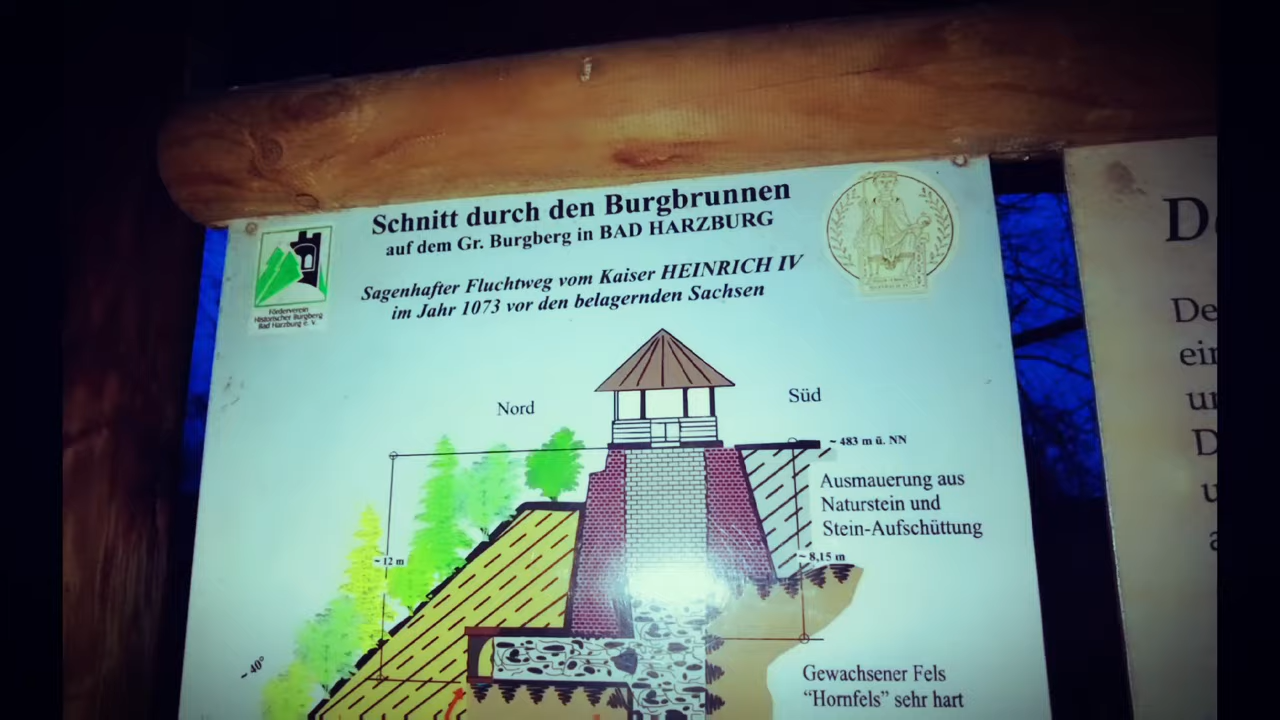 Schnitt durch den Burgbrunnen
auf dem Gr. Burgberg in BAD HARZBURG
Sagenhafter Fluchtweg vom Kaiser HEINRICH IV
im Jahr 1073 vor den belagernden Sachsen
Förderverein
Historischer Burgberg
Bad Harzburg e. V.
Nord
Süd
~ 483 m ü. NN
Ausmauerung aus
Naturstein und
Stein-Aufschüttung
~ 12 m
~ 8,15 m
~ 40°
Gewachsener Fels
“Hornfels” sehr hart
De